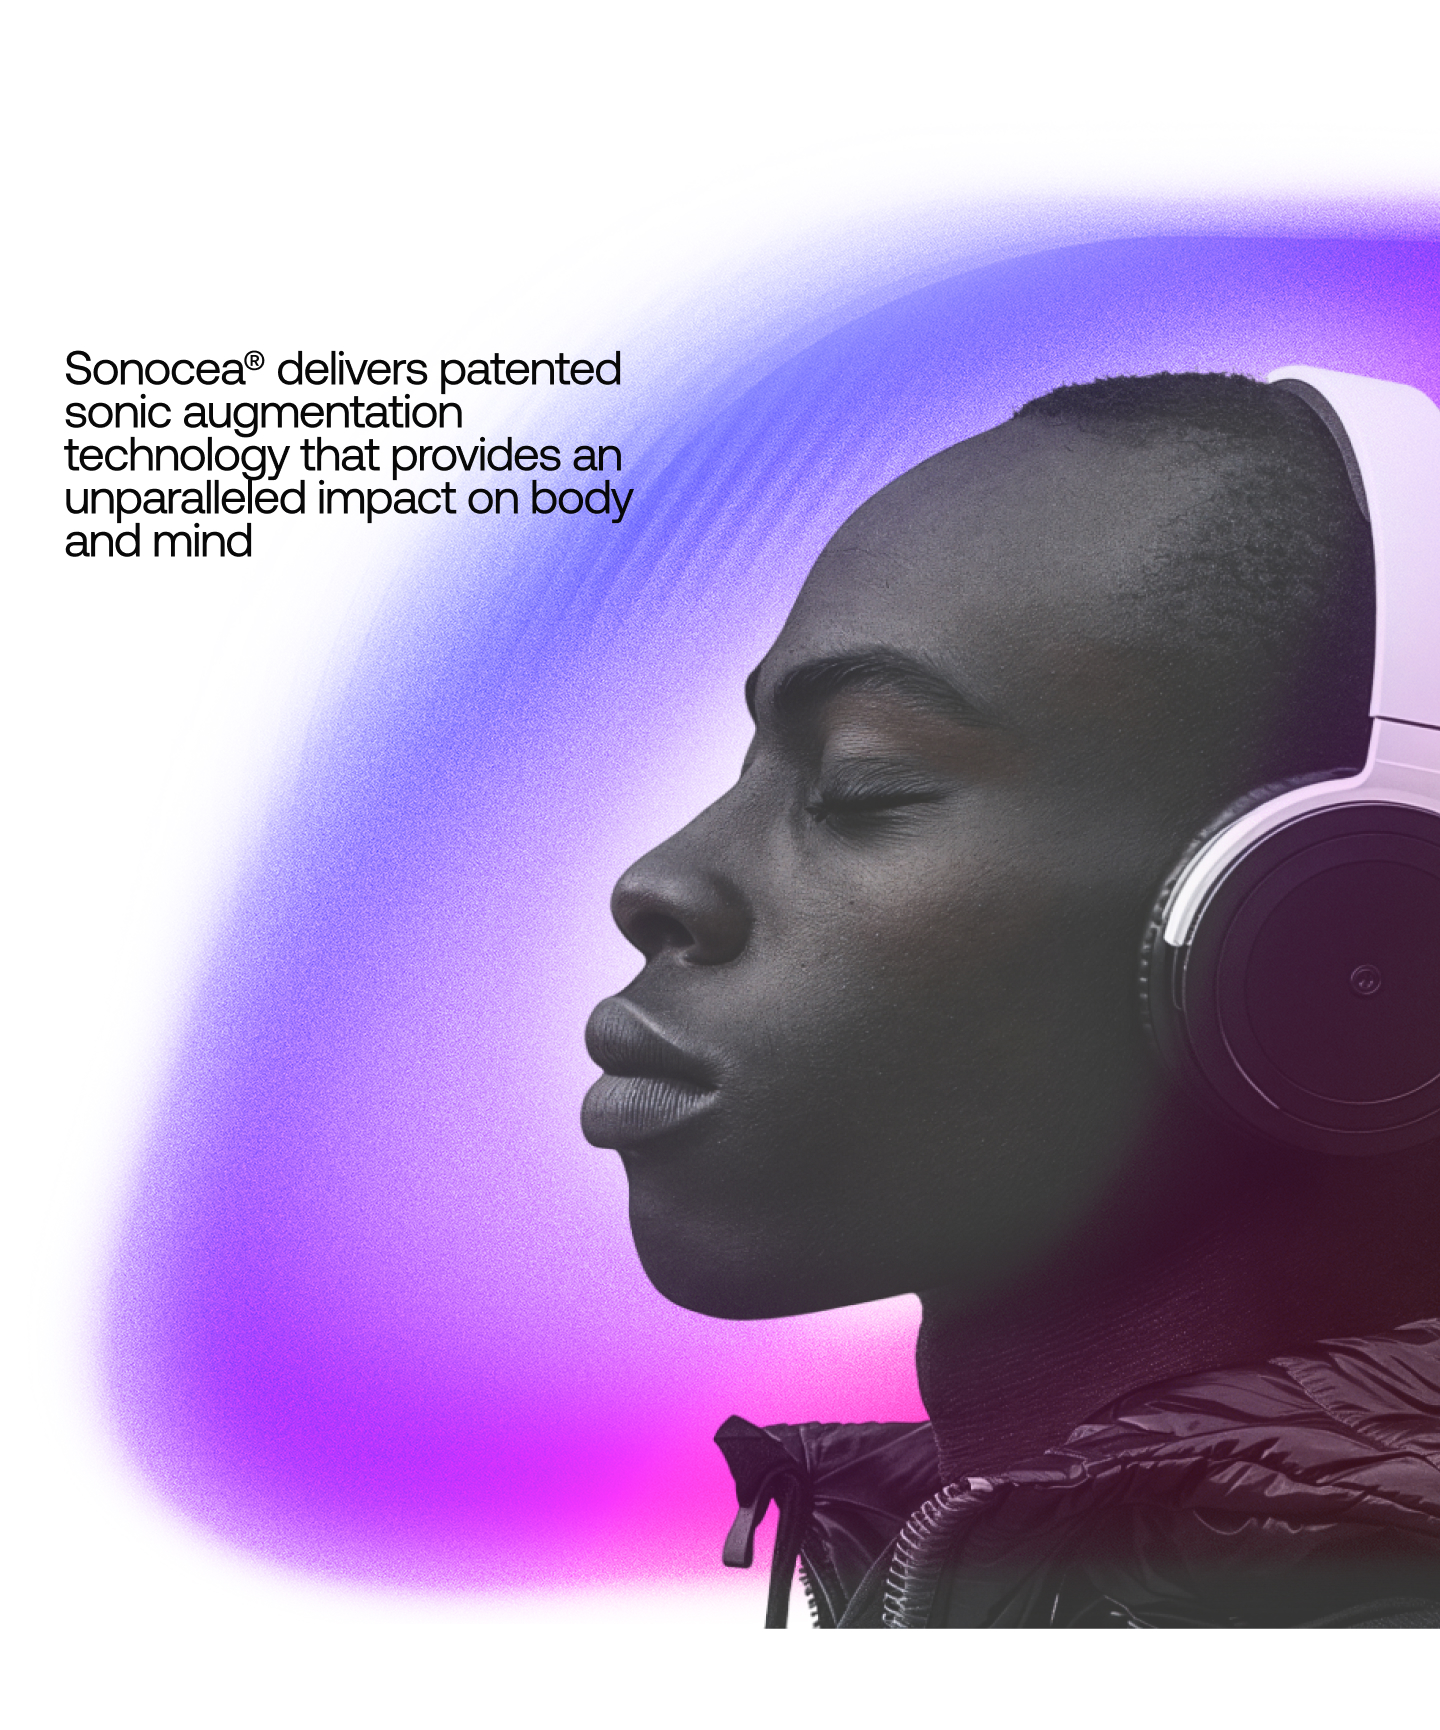 Sonocea® delivers patented
sonic augmentation
technology that provides an
unparalleled impact on body
and mind